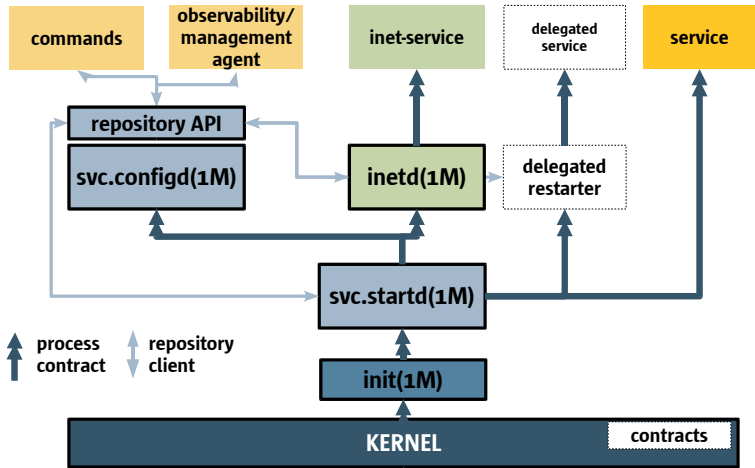 commands
observability/
management
agent
inet-service
delegated
service
service
repository API
svc.configd(1M)
inetd(1M)
delegated
restarter
svc.startd(1M)
process
contract
repository
client
init(1M)
KERNEL
contracts